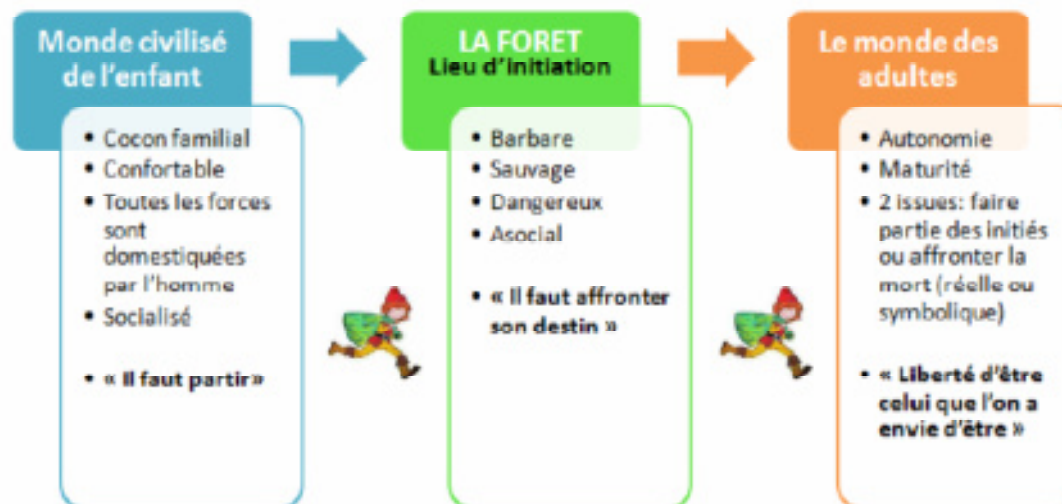 Monde civilisé
de l'enfant
• Cocon familial
• Confortable
• Toutes les forces
sont
domestiquées
par l'homme
• Socialisé
• « Il faut partir»
LA FORET
Lieu d'initiation
• Barbare
• Sauvage
• Dangereux
• Asocial
• « Il faut affronter
son destin »
Le monde des
adultes
• Autonomie
• Maturité
• 2 issues: faire
partie des initiés
ou affronter la
mort (réelle ou
symbolique)
• « Liberté d'être
celui que l'on a
envie d'être »